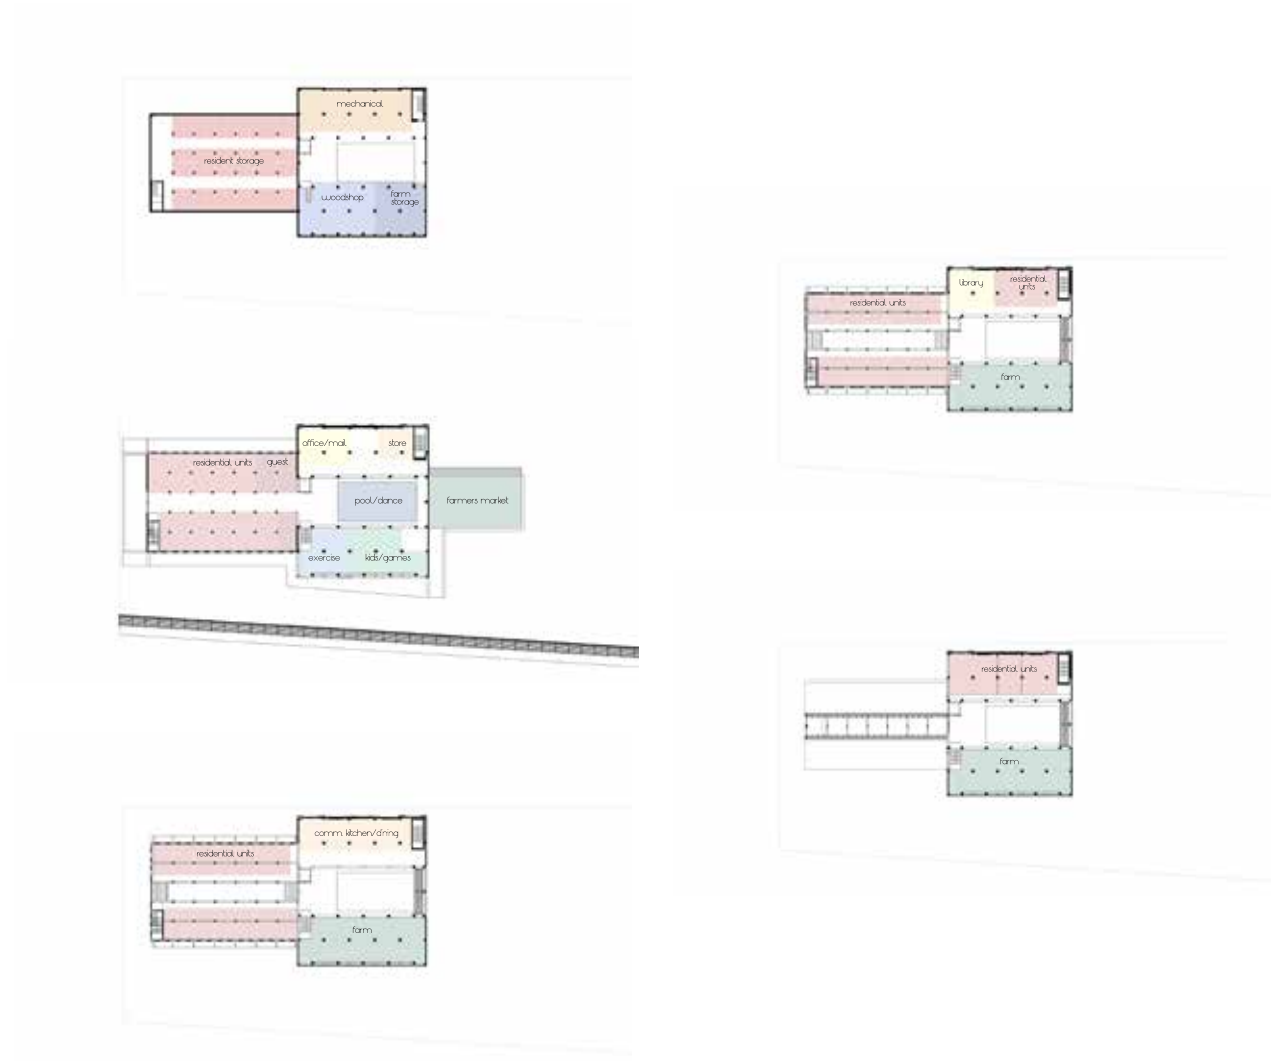 mechanical
resident storage
woodshop
farm
storage
office/mail
store
residential units
guest
pool/dance
farmers market
exercise
kids/games
comm. kitchen/dining
residential units
farm
library
residential
units
residential units
farm
residential units
farm